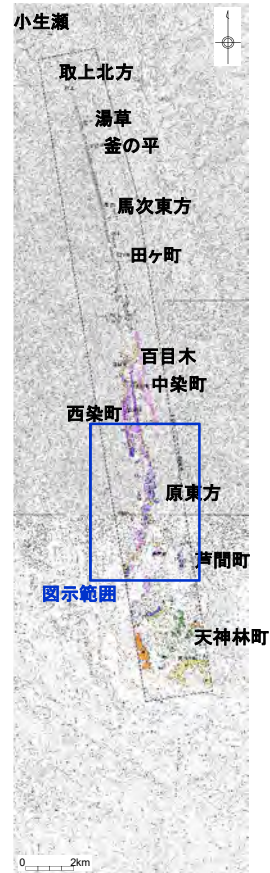 小生瀬
取上北方
湯草
釜の平
馬次東方
田ヶ町
百目木
中染町
西染町
原東方
芦間町
図示範囲
天神林町
0 2km